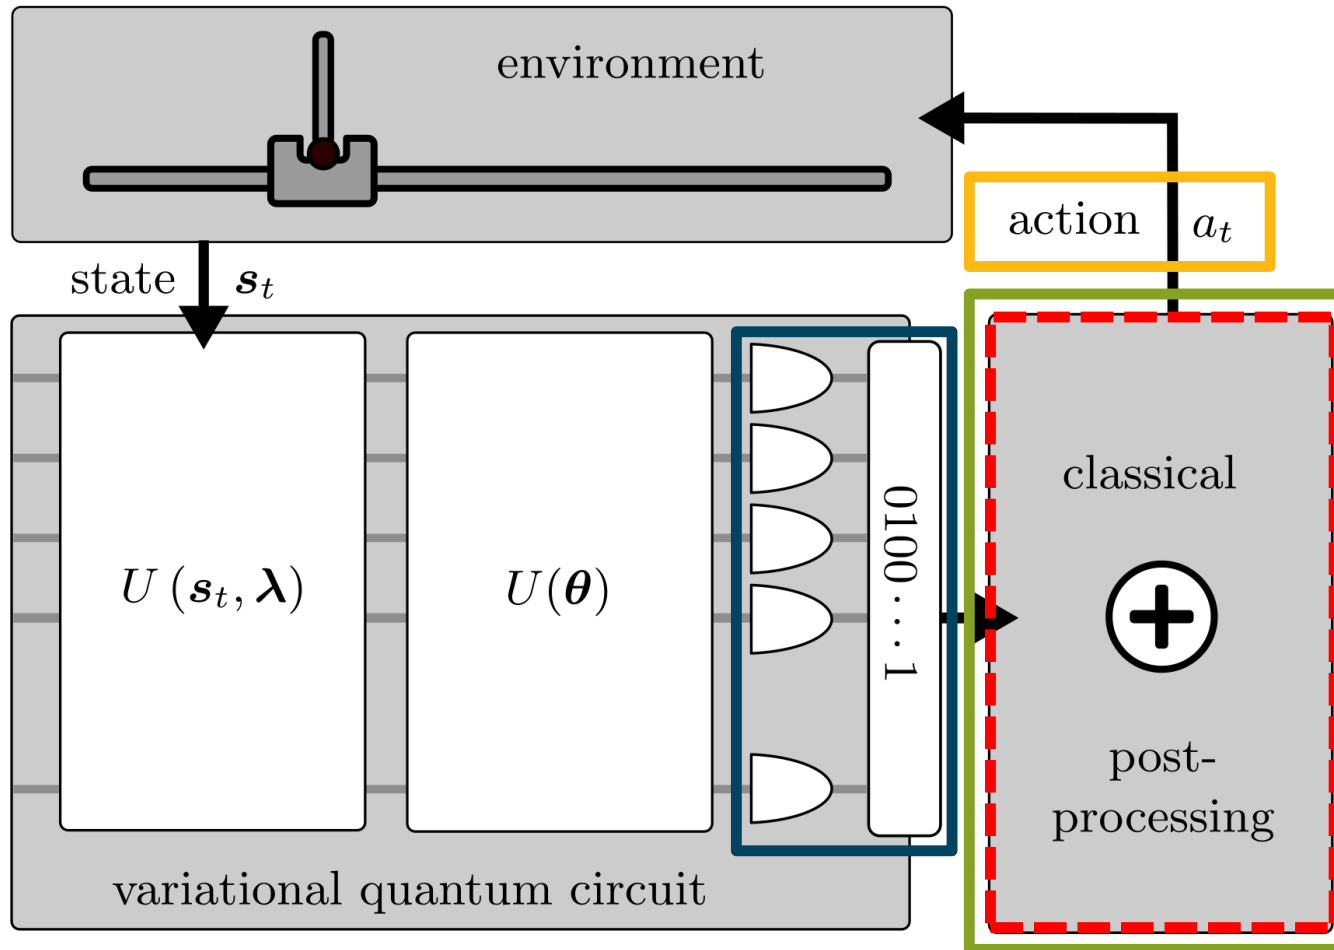 environment
action a_t
state s_t
U (s_t, λ)
U(θ)
0100····1
classical
+
post-
processing
variational quantum circuit